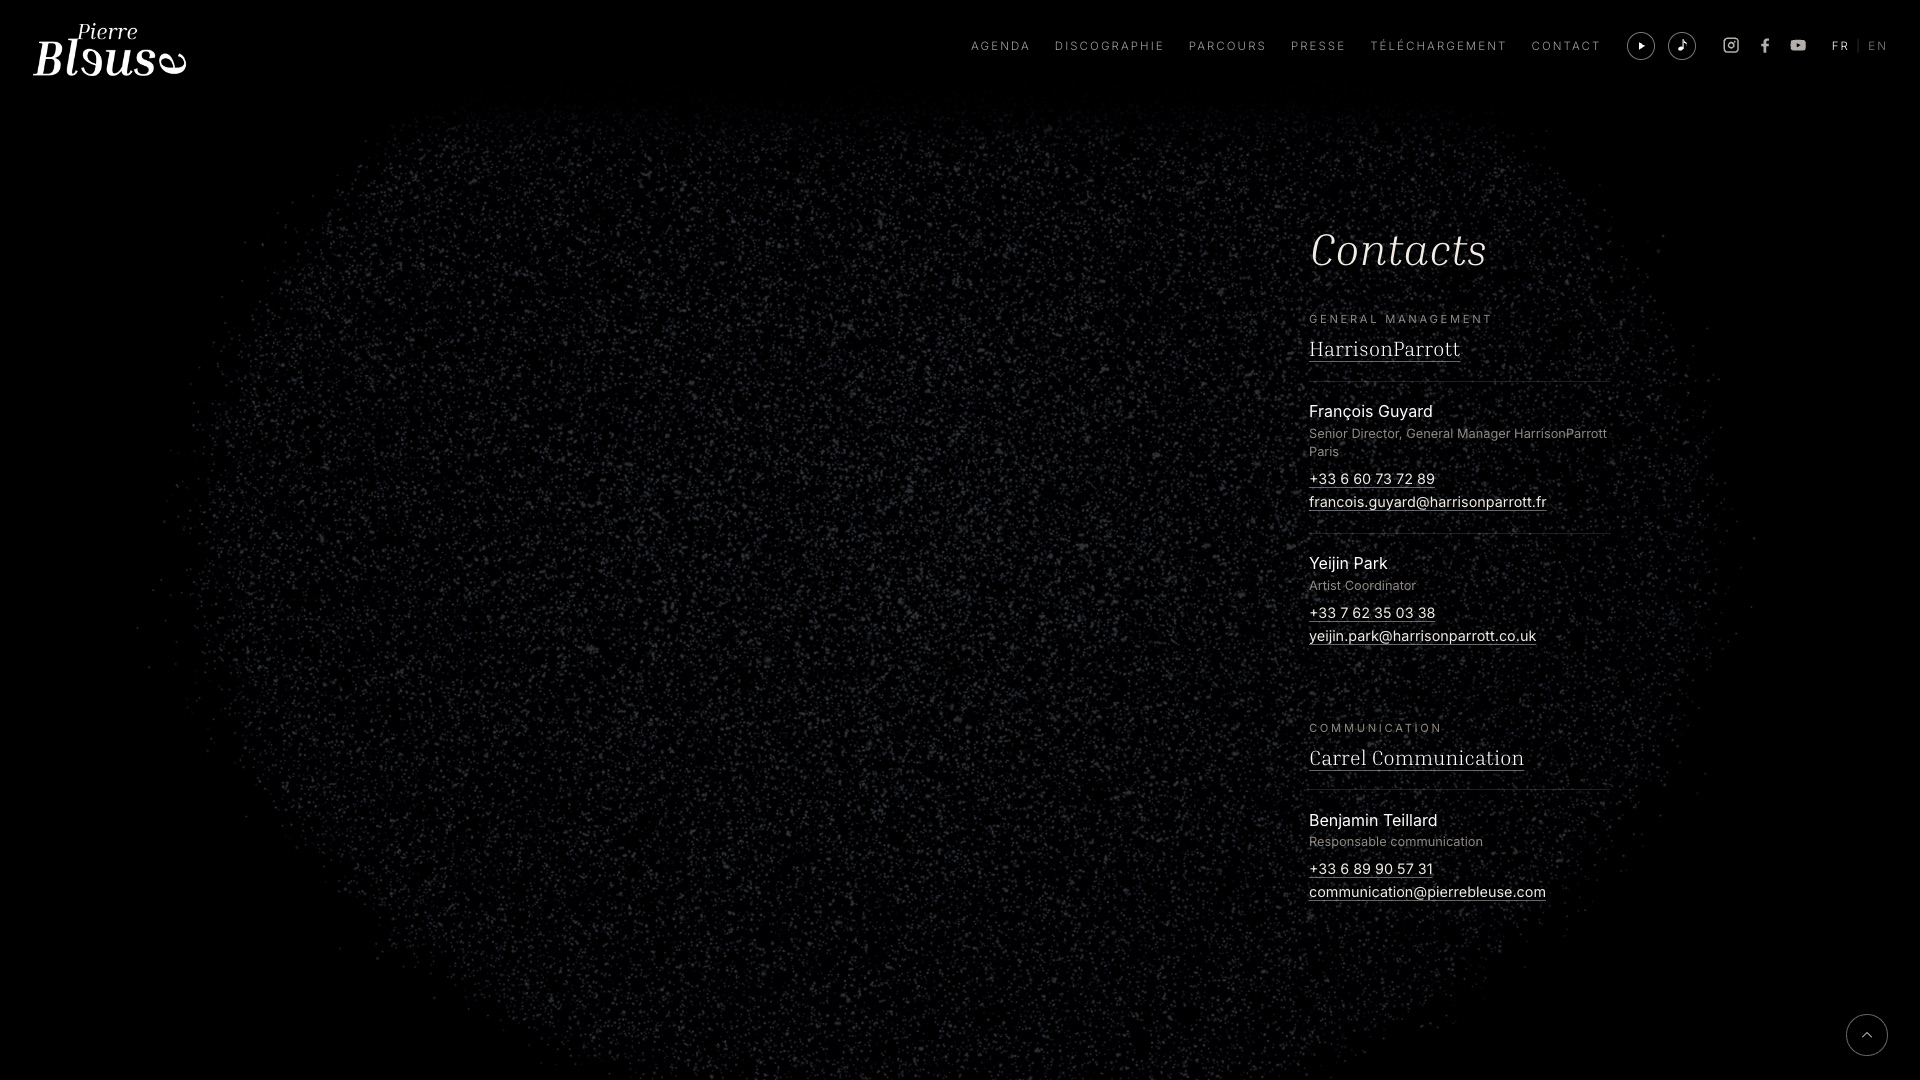 Pierre
Bleuse
AGENDA DISCOGRAPHIE PARCOURS PRESSE TÉLÉCHARGEMENT CONTACT FR | EN
Contacts
GENERAL MANAGEMENT
HarrisonParrott
François Guyard
Senior Director, General Manager HarrisonParrott
Paris
+33 6 60 73 72 89
francois.guyard@harrisonparrott.fr
Yeijin Park
Artist Coordinator
+33 7 62 35 03 38
yeijin.park@harrisonparrott.co.uk
COMMUNICATION
Carrel Communication
Benjamin Teillard
Responsable communication
+33 6 89 90 57 31
communication@pierrebleuse.com